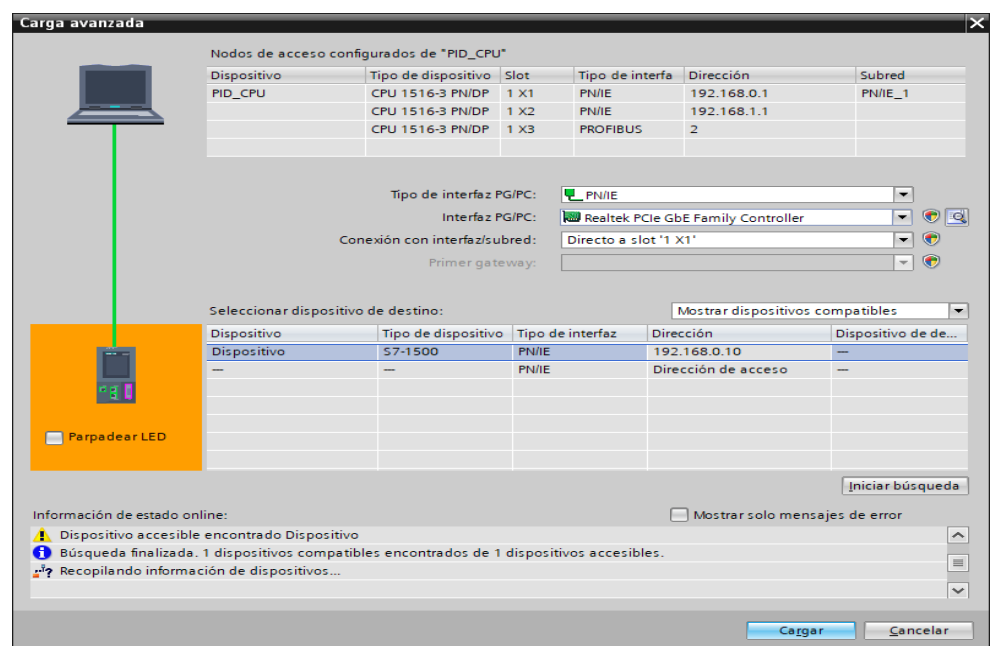 Carga avanzada
Nodos de acceso configurados de "PID_CPU"
Dispositivo Tipo de dispositivo Slot Tipo de interfa Dirección Subred
PID_CPU CPU 1516-3 PN/DP 1 X1 PN/IE 192.168.0.1 PN/IE_1
CPU 1516-3 PN/DP 1 X2 PN/IE 192.168.1.1
CPU 1516-3 PN/DP 1 X3 PROFIBUS 2
Tipo de interfaz PG/PC: PN/IE
Interfaz PG/PC: Realtek PCIe GbE Family Controller
Conexión con interfaz/subred: Directo a slot '1 X1'
Primer gateway:
Seleccionar dispositivo de destino: Mostrar dispositivos compatibles
Dispositivo Tipo de dispositivo Tipo de interfaz Dirección Dispositivo de de...
Dispositivo S7-1500 PN/IE 192.168.0.10 —
— — PN/IE Dirección de acceso —
Parpadear LED
Iniciar búsqueda
Información de estado online: Mostrar solo mensajes de error
Dispositivo accesible encontrado Dispositivo
Búsqueda finalizada. 1 dispositivos compatibles encontrados de 1 dispositivos accesibles.
Recopilando información de dispositivos...
Cargar Cancelar